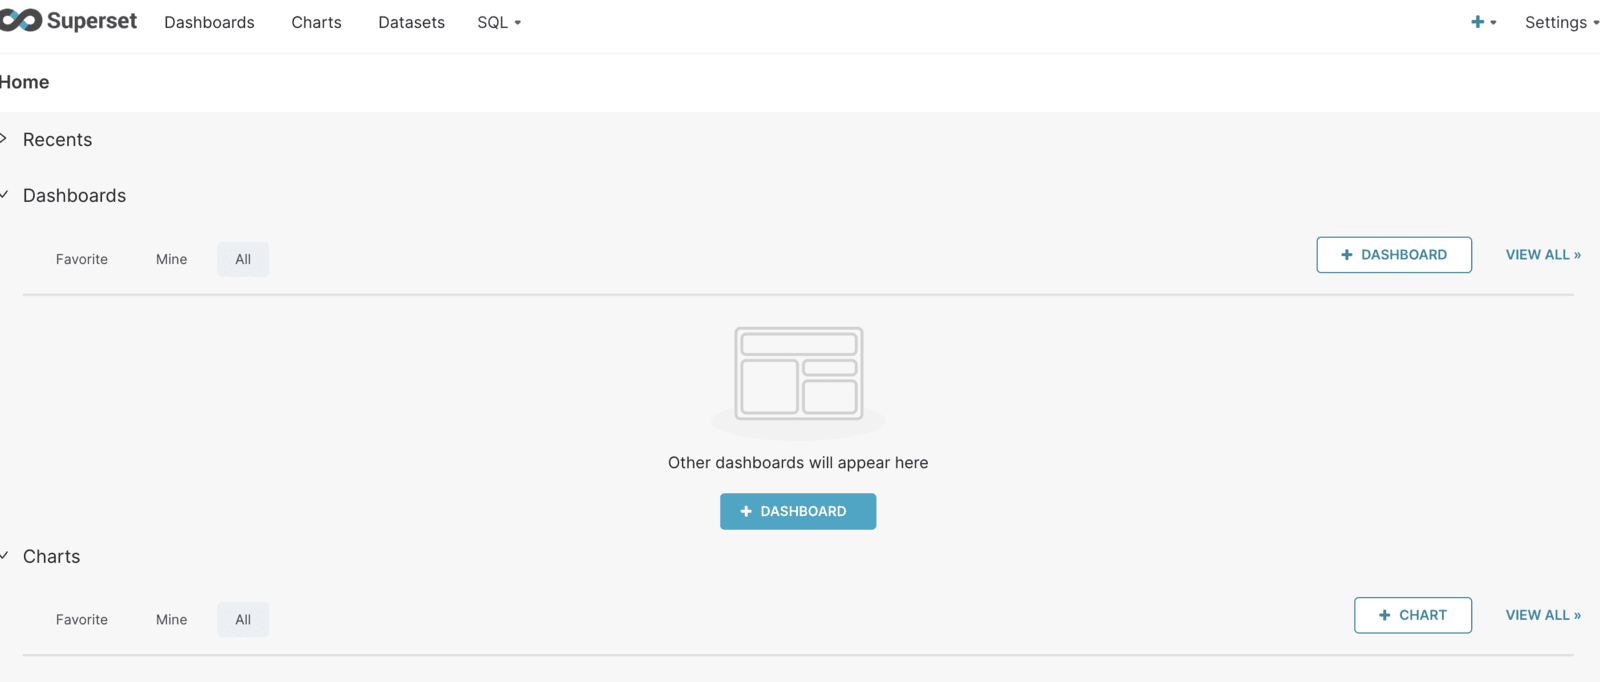 Superset Dashboards Charts Datasets SQL + Settings
Home
Recents
Dashboards
Favorite Mine All + DASHBOARD VIEW ALL »
Other dashboards will appear here
+ DASHBOARD
Charts
Favorite Mine All + CHART VIEW ALL »